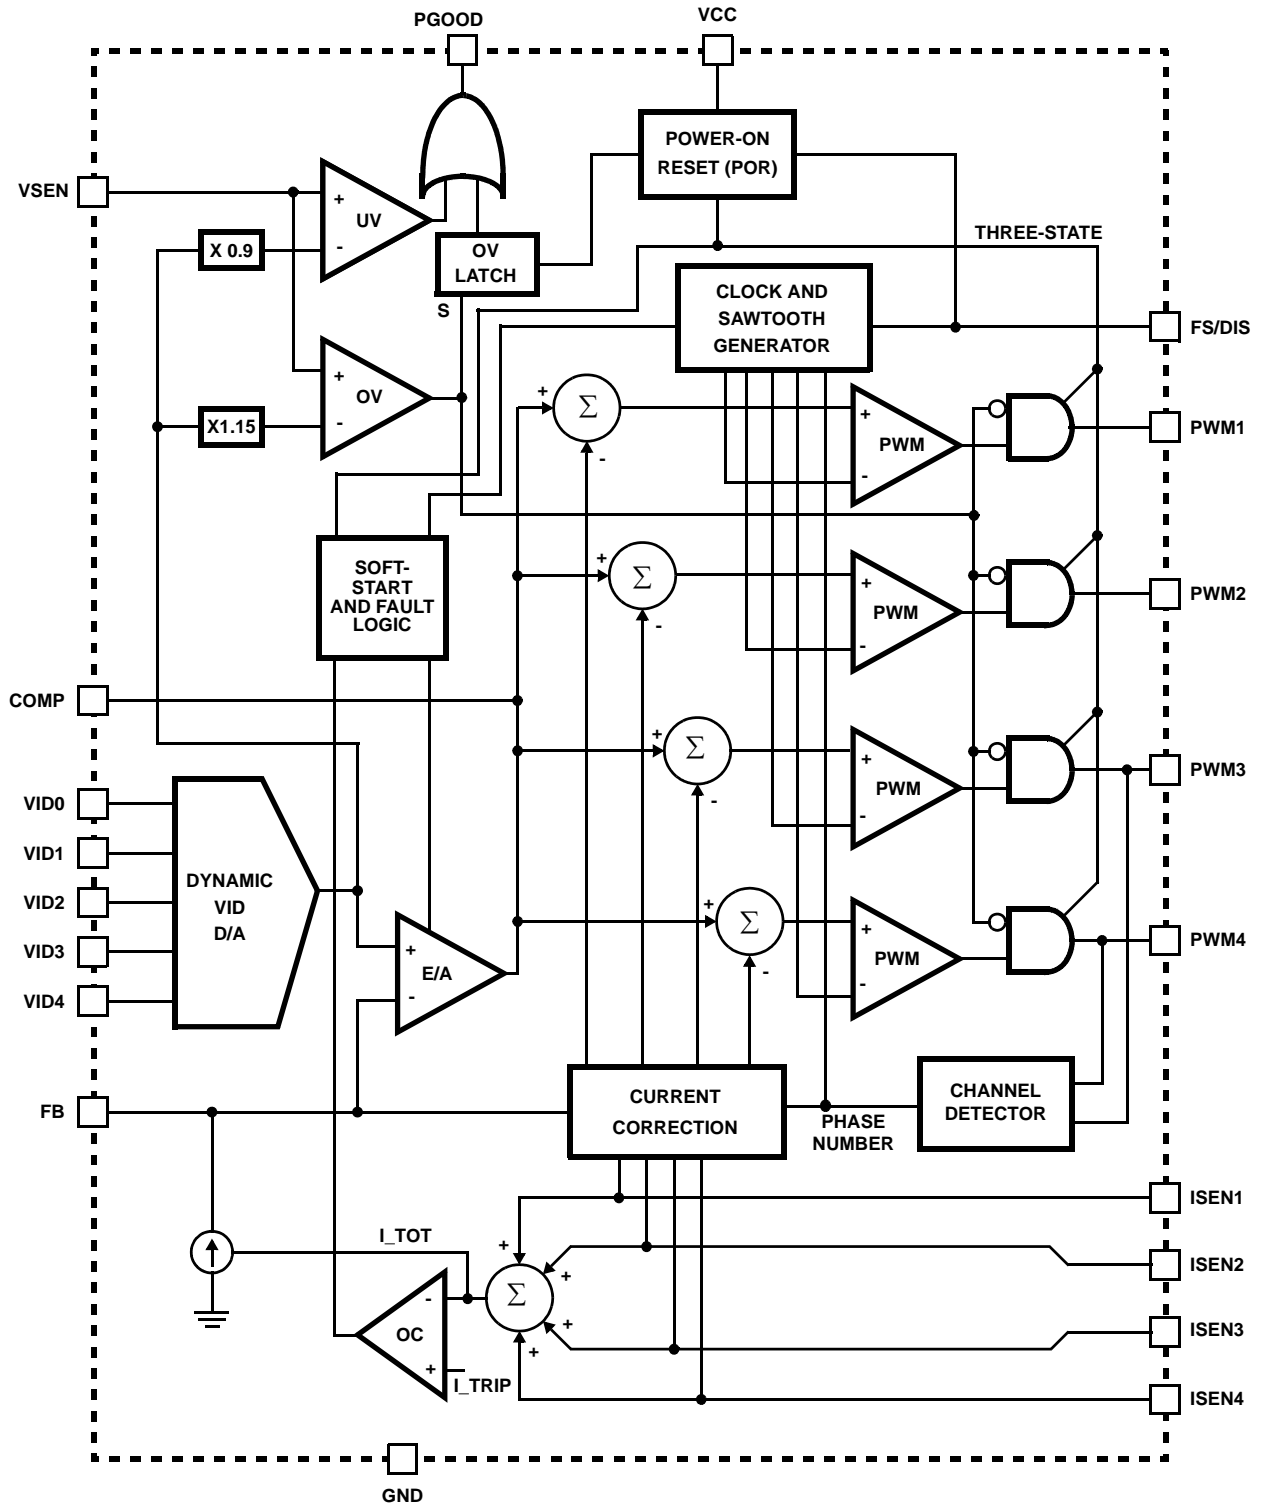 PGOOD
VCC
POWER-ON
RESET (POR)
VSEN
+
UV
-
X 0.9
OV
LATCH
S
THREE-STATE
CLOCK AND
SAWTOOTH
GENERATOR
FS/DIS
+
OV
-
X1.15
+
Σ
-
+
PWM
-
PWM1
SOFT-
START
AND FAULT
LOGIC
+
Σ
-
+
PWM
-
PWM2
COMP
+
Σ
-
+
PWM
-
PWM3
VID0
VID1
VID2
VID3
VID4
DYNAMIC
VID
D/A
+
E/A
-
+
Σ
-
+
PWM
-
PWM4
FB
CURRENT
CORRECTION
PHASE
NUMBER
CHANNEL
DETECTOR
ISEN1
I_TOT
+
+
Σ
+
+
ISEN2
-
OC
+
I_TRIP
ISEN3
ISEN4
GND